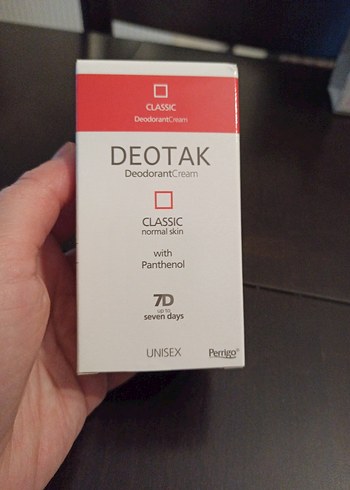 CLASSIC
DeodorantCream
DEOTAK
DeodorantCream
CLASSIC
normal skin
with
Panthenol
7D
up to
seven days
UNISEX
Perrigo®